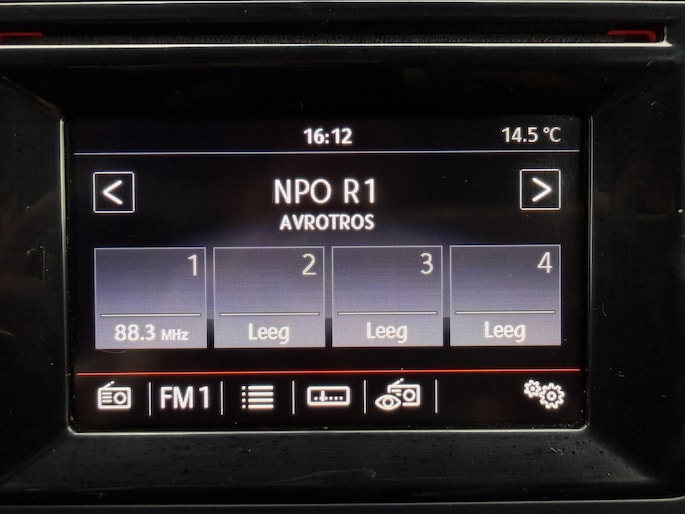 16:12 14.5 °C
< NPO R1 >
AVROTROS
1 2 3 4
88.3 MHz Leeg Leeg Leeg
FM1